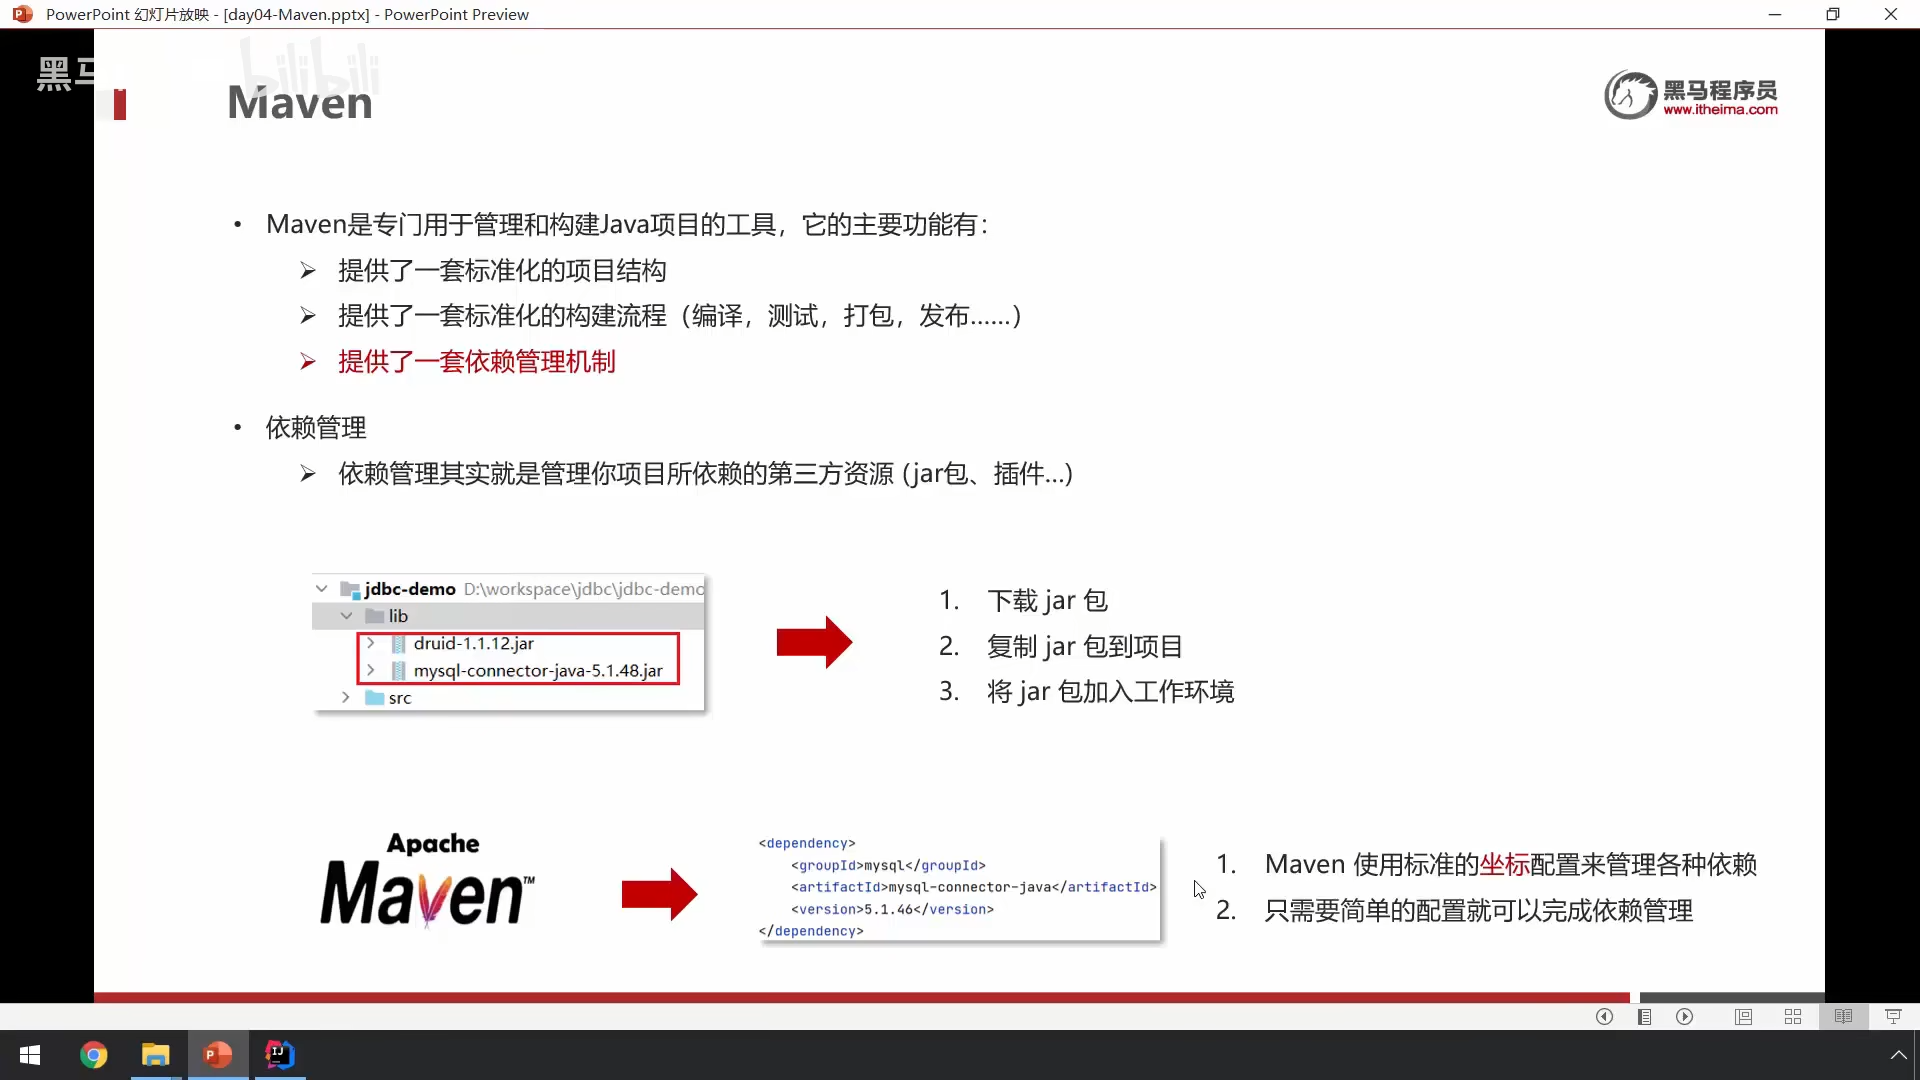 PowerPoint 幻灯片放映 - [day04-Maven.pptx] - PowerPoint Preview
黑马
bilibili
Maven
黑马程序员
www.itheima.com
• Maven是专门用于管理和构建Java项目的工具，它的主要功能有：
➢ 提供了一套标准化的项目结构
➢ 提供了一套标准化的构建流程（编译，测试，打包，发布……）
➢ 提供了一套依赖管理机制
• 依赖管理
➢ 依赖管理其实就是管理你项目所依赖的第三方资源 (jar包、插件…)
jdbc-demo D:\workspace\jdbc\jdbc-demo
lib
druid-1.1.12.jar
mysql-connector-java-5.1.48.jar
src
1. 下载 jar 包
2. 复制 jar 包到项目
3. 将 jar 包加入工作环境
Apache
Maven™
<dependency>
<groupId>mysql</groupId>
<artifactId>mysql-connector-java</artifactId>
<version>5.1.46</version>
</dependency>
1. Maven 使用标准的坐标配置来管理各种依赖
2. 只需要简单的配置就可以完成依赖管理